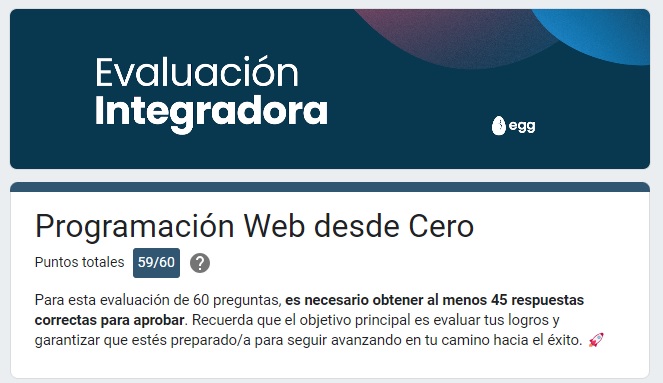 Evaluación
Integradora
egg
Programación Web desde Cero
Puntos totales 59/60 ?
Para esta evaluación de 60 preguntas, es necesario obtener al menos 45 respuestas
correctas para aprobar. Recuerda que el objetivo principal es evaluar tus logros y
garantizar que estés preparado/a para seguir avanzando en tu camino hacia el éxito. 🚀